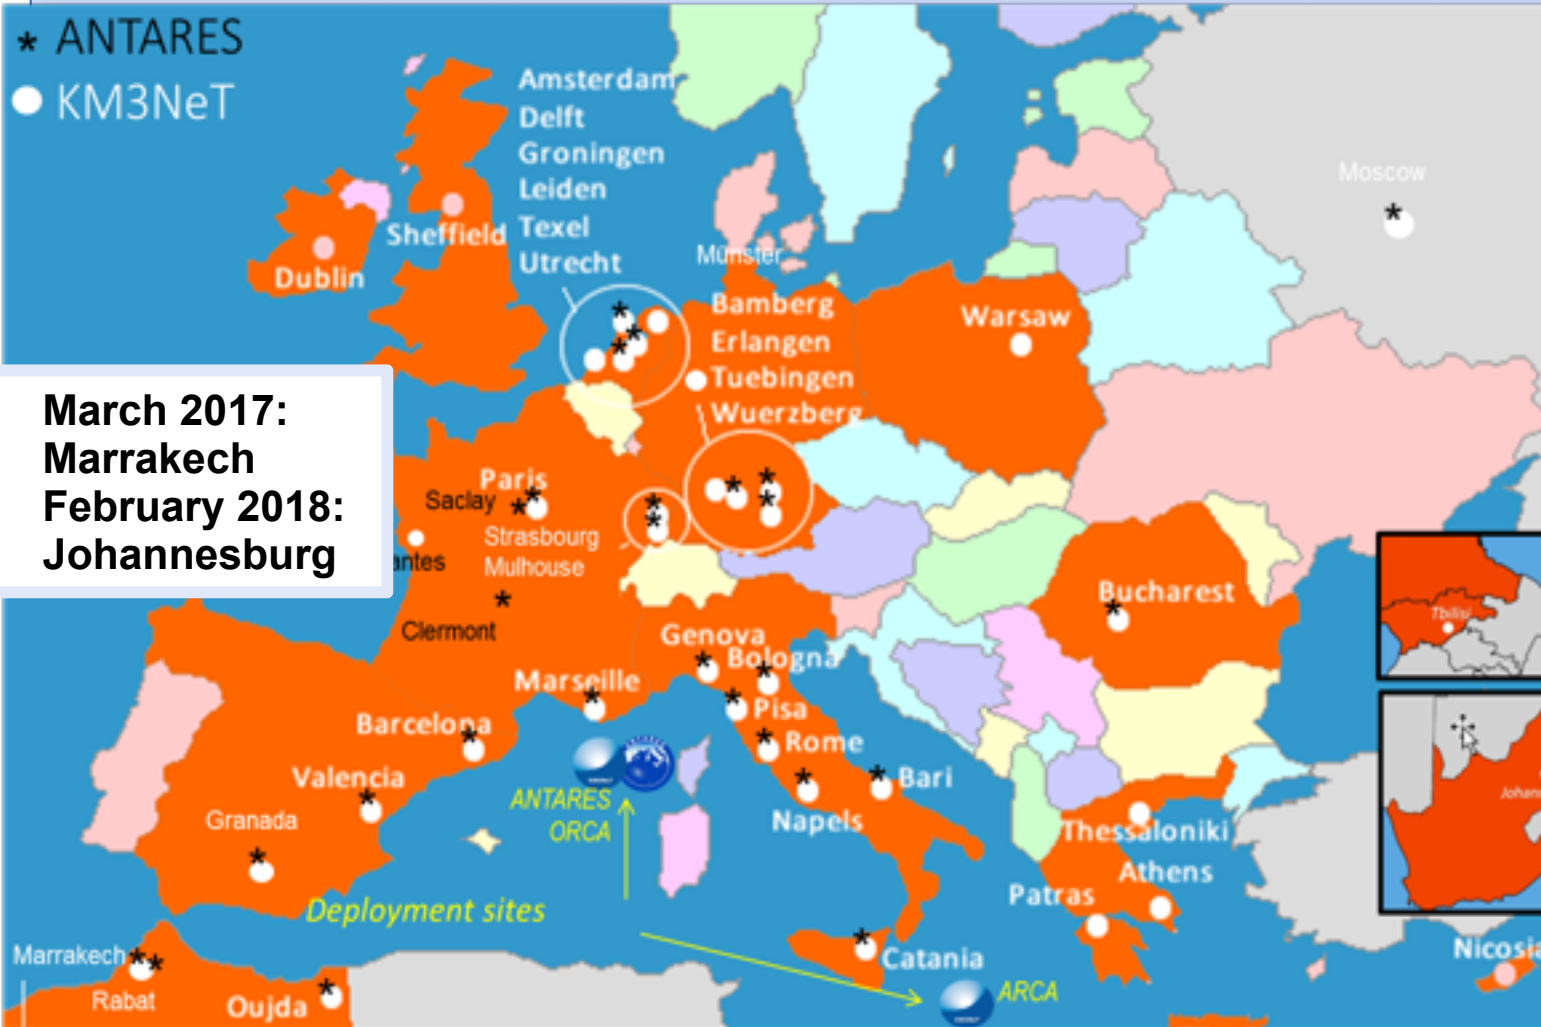 * ANTARES
KM3NeT
Amsterdam
Delft
Groningen
Leiden
Texel
Utrecht
Moscow
Sheffield
Dublin
Münster
Bamberg
Erlangen
Tuebingen
Wuerzberg
Warsaw
March 2017:
Marrakech
February 2018:
Johannesburg
Paris
Saclay
Strasbourg
Mulhouse
antes
Clermont
Bucharest
Tbilisi
Genova
Bologna
Marseille
Pisa
Barcelona
Rome
Valencia
Bari
Granada
ANTARES
ORCA
Napels
Johann
Thessaloniki
Athens
Patras
Deployment sites
Marrakech
Catania
Nicosia
Rabat
Oujda
ARCA